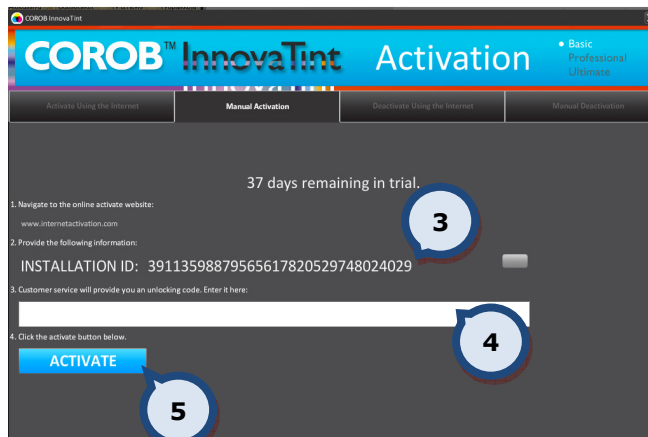 COROB InnovaTint
COROB™ InnovaTint Activation
Basic
Professional
Ultimate
Activate Using the Internet Manual Activation Deactivate Using the Internet Manual Deactivation
37 days remaining in trial.
3
1. Navigate to the online activate website:
www.internetactivation.com
2. Provide the following information:
INSTALLATION ID: 391135988795656178205297480240​29
3. Customer service will provide you an unlocking code. Enter it here:
4
4. Click the activate button below.
ACTIVATE
5